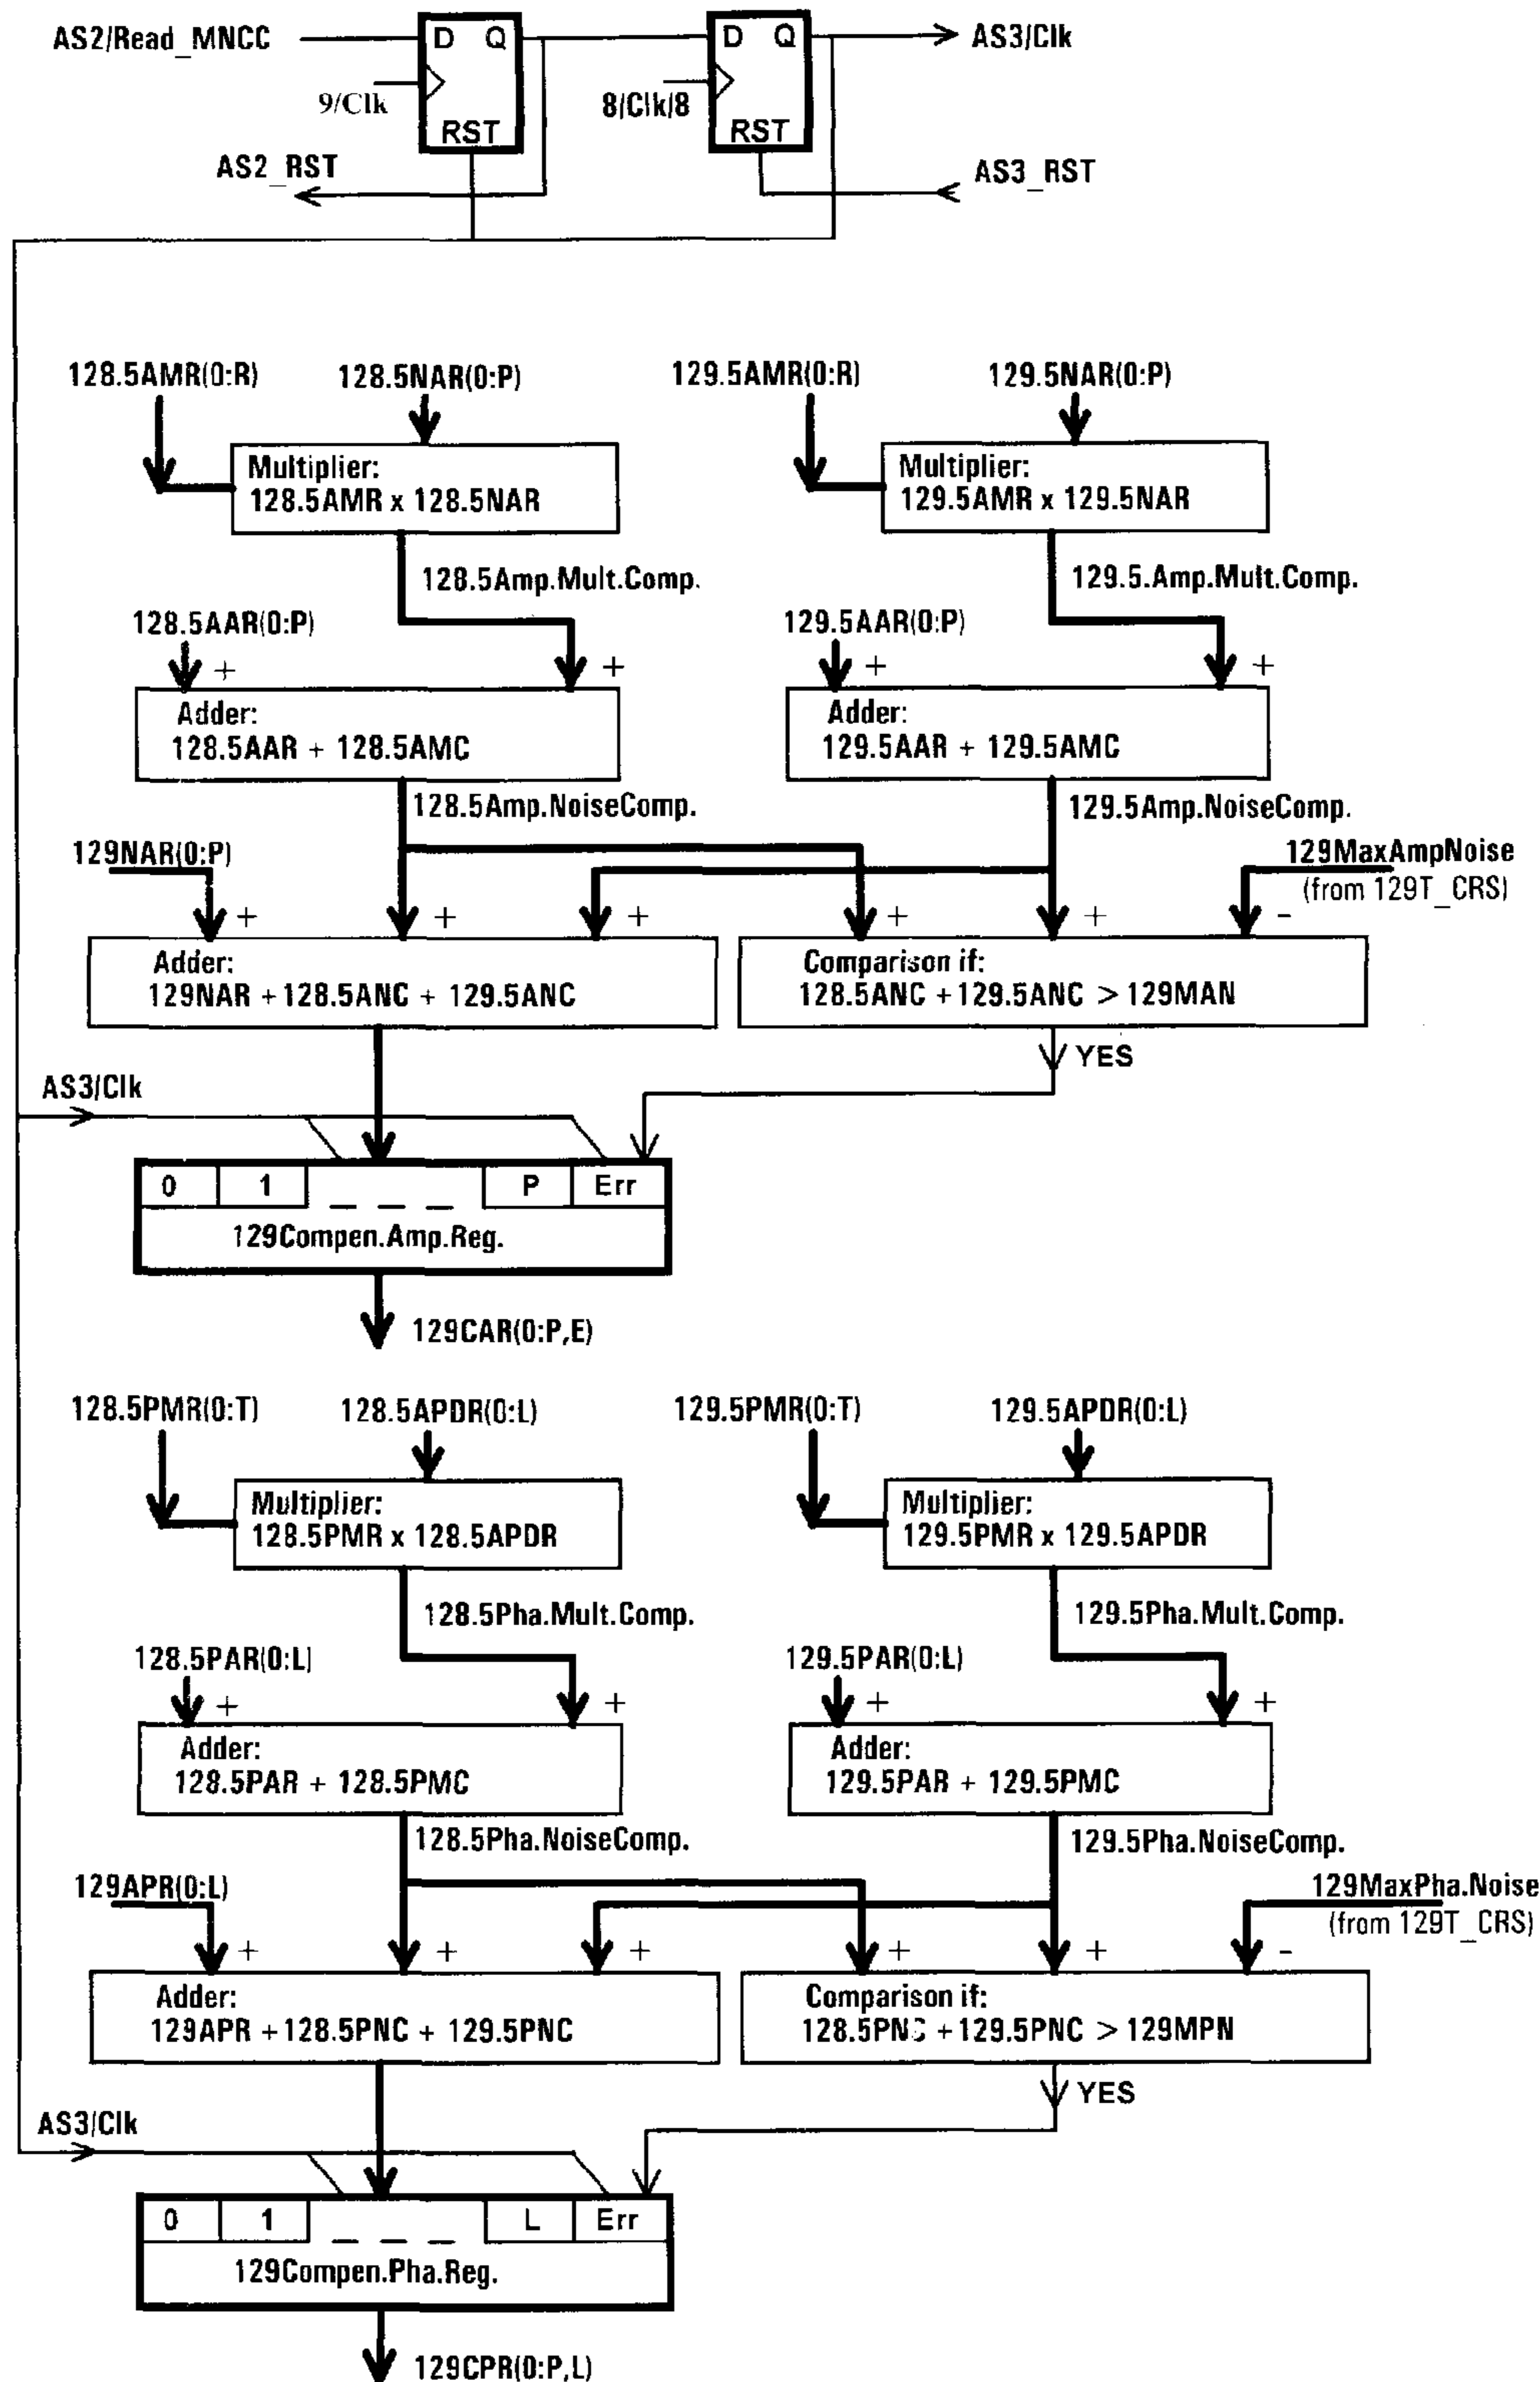 AS2/Read_MNCC
D Q
D Q
AS3/Clk
9/Clk
8/Clk/8
RST
RST
AS2_RST
AS3_RST
128.5AMR(0:R)
128.5NAR(0:P)
129.5AMR(0:R)
129.5NAR(0:P)
Multiplier:
128.5AMR x 128.5NAR
Multiplier:
129.5AMR x 129.5NAR
128.5Amp.Mult.Comp.
129.5.Amp.Mult.Comp.
128.5AAR(0:P)
129.5AAR(0:P)
+
+
+
+
Adder:
128.5AAR + 128.5AMC
Adder:
129.5AAR + 129.5AMC
128.5Amp.NoiseComp.
129.5Amp.NoiseComp.
129NAR(0:P)
129MaxAmpNoise
(from 129T_CRS)
+
+
+
+
+
-
Adder:
129NAR +128.5ANC + 129.5ANC
Comparison if:
128.5ANC +129.5ANC > 129MAN
YES
AS3/Clk
0 1 P Err
129Compen.Amp.Reg.
129CAR(0:P,E)
128.5PMR(0:T)
128.5APDR(0:L)
129.5PMR(0:T)
129.5APDR(0:L)
Multiplier:
128.5PMR x 128.5APDR
Multiplier:
129.5PMR x 129.5APDR
128.5Pha.Mult.Comp.
129.5Pha.Mult.Comp.
128.5PAR(0:L)
129.5PAR(0:L)
+
+
+
+
Adder:
128.5PAR + 128.5PMC
Adder:
129.5PAR + 129.5PMC
128.5Pha.NoiseComp.
129.5Pha.NoiseComp.
129APR(0:L)
129MaxPha.Noise
(from 129T_CRS)
+
+
+
+
+
-
Adder:
129APR +128.5PNC + 129.5PNC
Comparison if:
128.5PNC +129.5PNC > 129MPN
YES
AS3/Clk
0 1 L Err
129Compen.Pha.Reg.
129CPR(0:P,L)